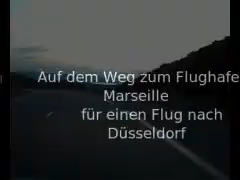 Auf dem Weg zum Flughafe
Marseille
für einen Flug nach
Düsseldorf